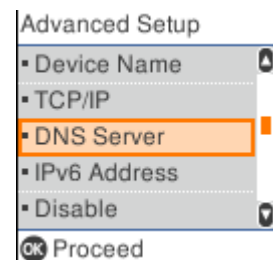 Advanced Setup
▪ Device Name
▪ TCP/IP
▪ DNS Server
▪ IPv6 Address
▪ Disable
OK Proceed